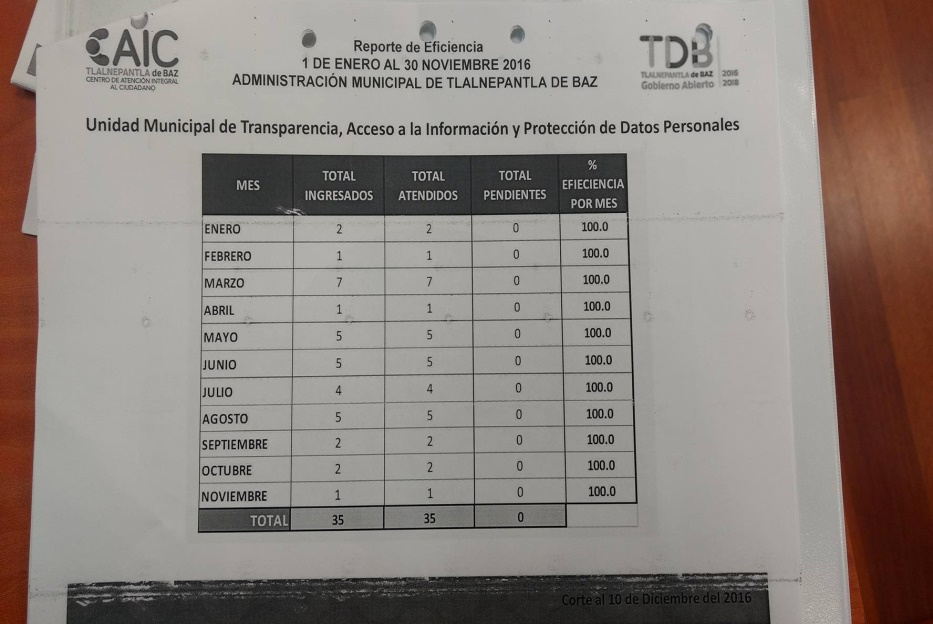 CAIC
TLALNEPANTLA de BAZ
CENTRO DE ATENCIÓN INTEGRAL
AL CIUDADANO
Reporte de Eficiencia
1 DE ENERO AL 30 NOVIEMBRE 2016
ADMINISTRACIÓN MUNICIPAL DE TLALNEPANTLA DE BAZ
TDB
TLALNEPANTLA de BAZ 2016
Gobierno Abierto 2018
Unidad Municipal de Transparencia, Acceso a la Información y Protección de Datos Personales
MES TOTAL INGRESADOS TOTAL ATENDIDOS TOTAL PENDIENTES % EFIECIENCIA POR MES
ENERO 2 2 0 100.0
FEBRERO 1 1 0 100.0
MARZO 7 7 0 100.0
ABRIL 1 1 0 100.0
MAYO 5 5 0 100.0
JUNIO 5 5 0 100.0
JULIO 4 4 0 100.0
AGOSTO 5 5 0 100.0
SEPTIEMBRE 2 2 0 100.0
OCTUBRE 2 2 0 100.0
NOVIEMBRE 1 1 0 100.0
TOTAL 35 35 0
Corte al 10 de Diciembre del 2016